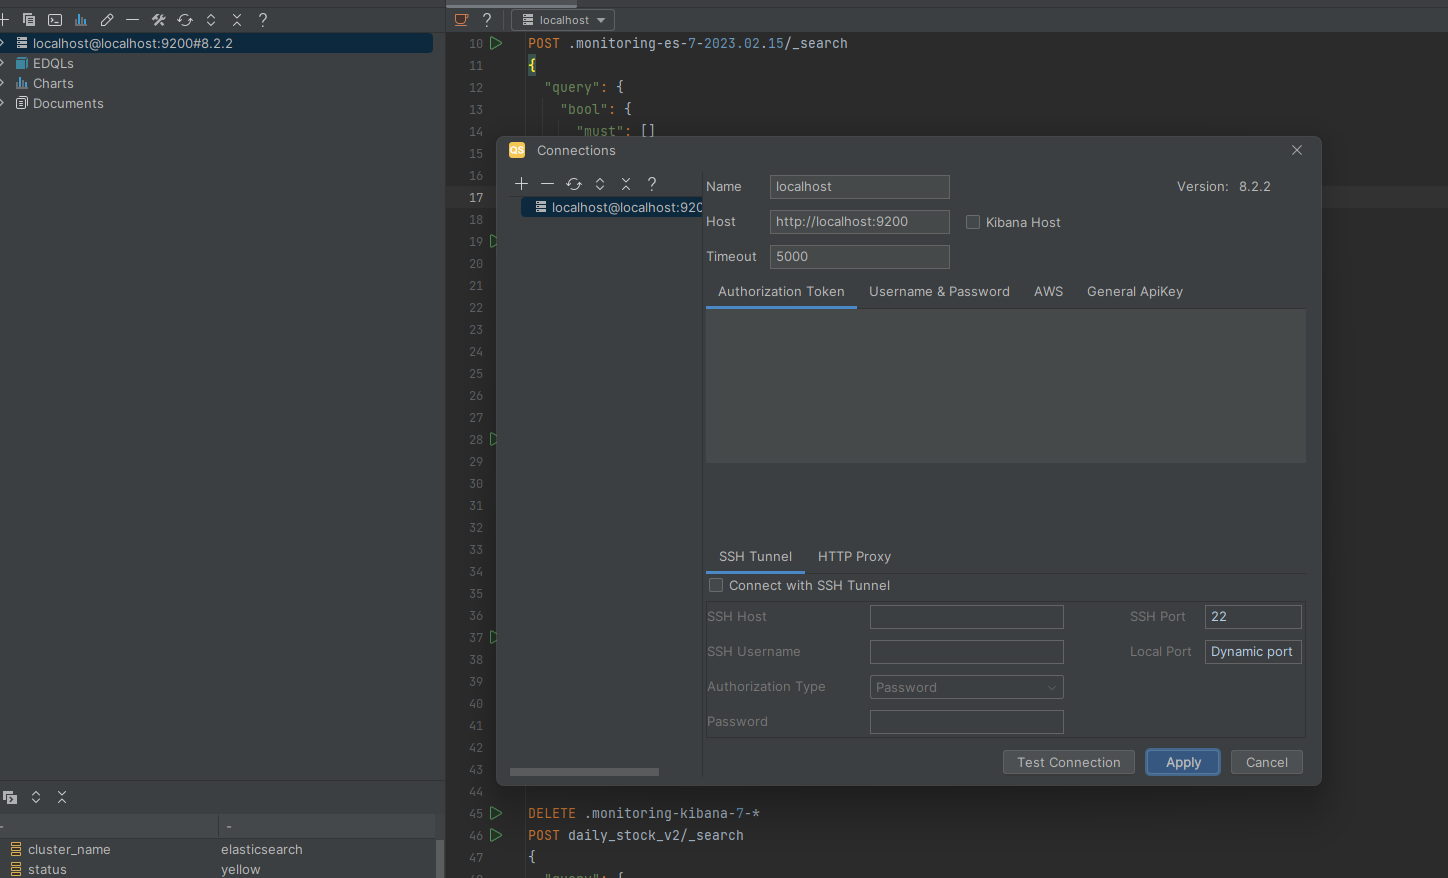 localhost@localhost:9200#8.2.2
EDQLs
Charts
Documents
localhost
10 POST .monitoring-es-7-2023.02.15/_search
11 {
12 "query": {
13 "bool": {
14 "must": []
15
16
17
18
19
20
21
22
23
24
25
26
27
28
29
30
31
32
33
34
35
36
37
38
39
40
41
42
43
44
45 DELETE .monitoring-kibana-7-*
46 POST daily_stock_v2/_search
47 {
QS Connections
localhost@localhost:920
Name localhost Version: 8.2.2
Host http://localhost:9200 Kibana Host
Timeout 5000
Authorization Token Username & Password AWS General ApiKey
SSH Tunnel HTTP Proxy
Connect with SSH Tunnel
SSH Host SSH Port 22
SSH Username Local Port Dynamic port
Authorization Type Password
Password
Test Connection Apply Cancel
- -
cluster_name elasticsearch
status yellow